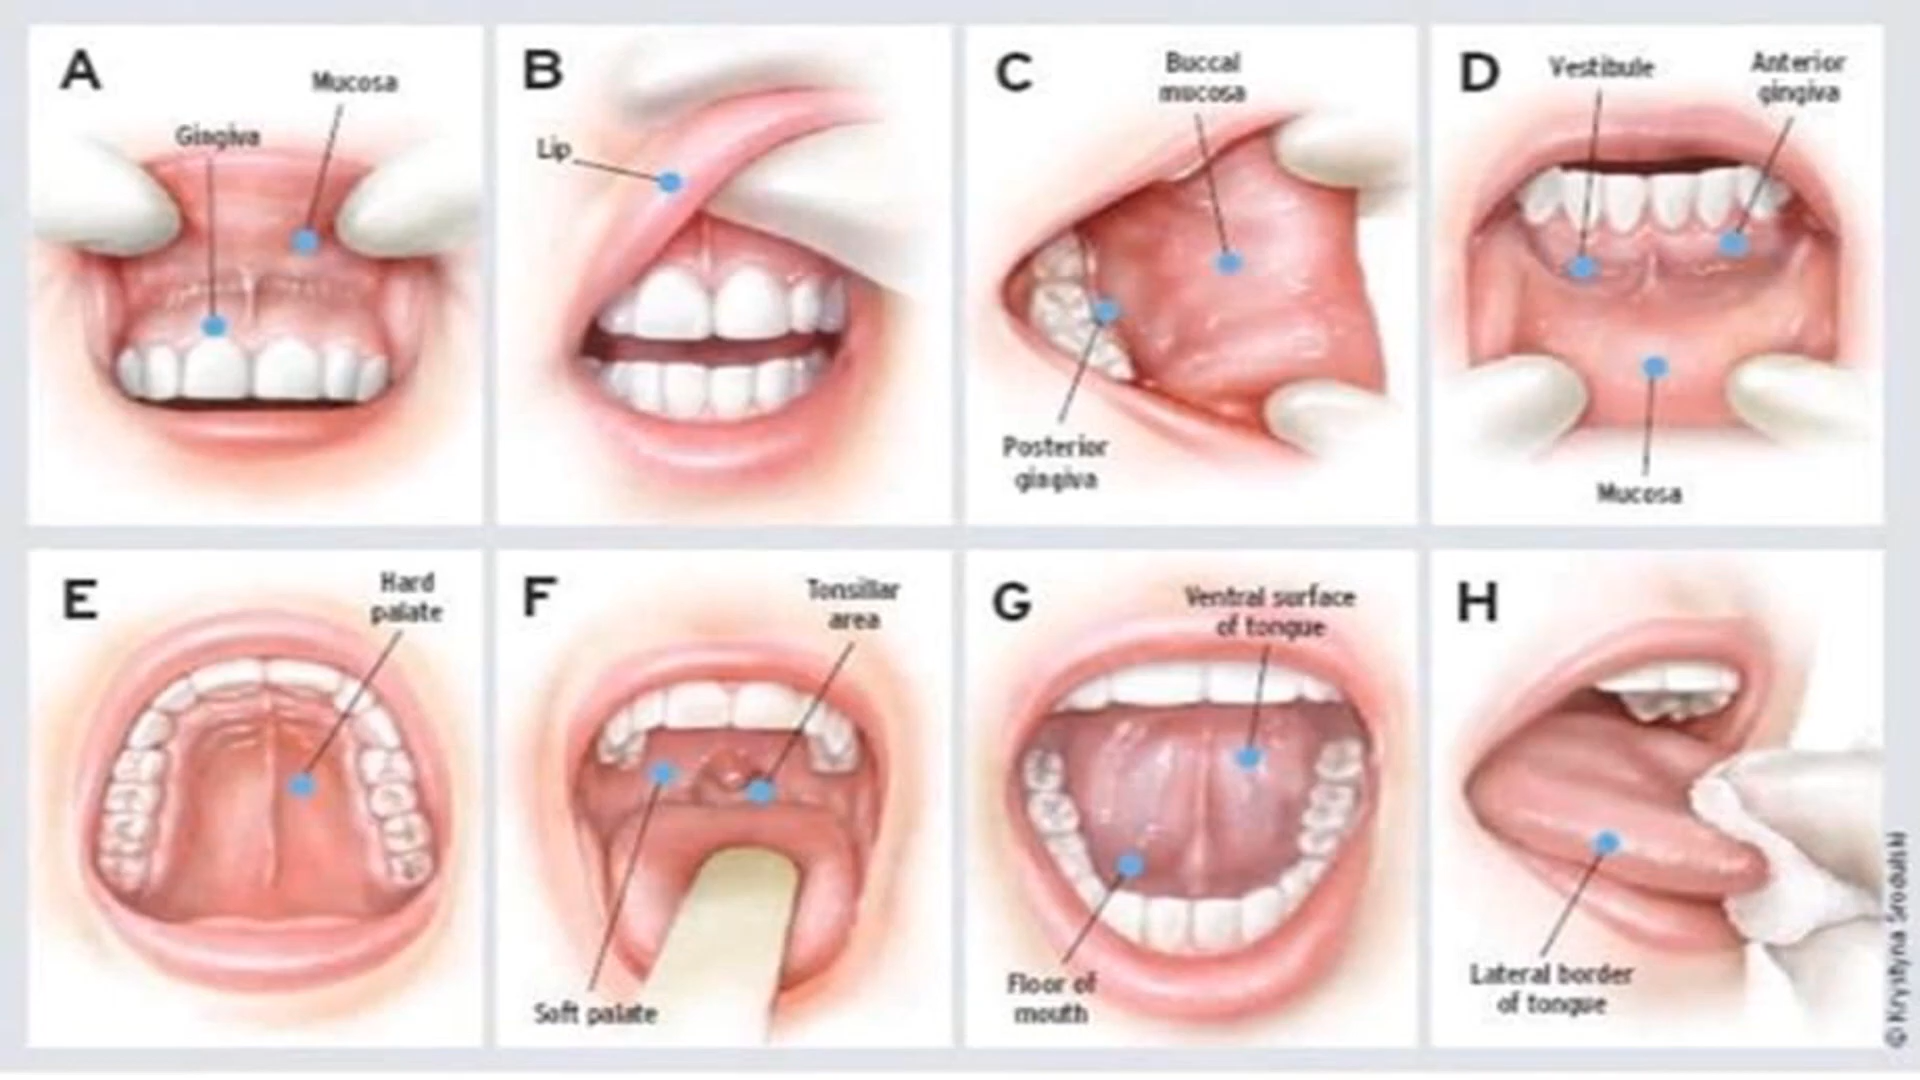 A
Mucosa
Gingiva
B
Lip
C
Buccal
mucosa
Posterior
gingiva
D
Vestibule
Anterior
gingiva
Mucosa
E
Hard
palate
F
Tonsillar
area
Soft palate
G
Ventral surface
of tongue
Floor of
mouth
H
Lateral border
of tongue
© Krystyna Srodulski